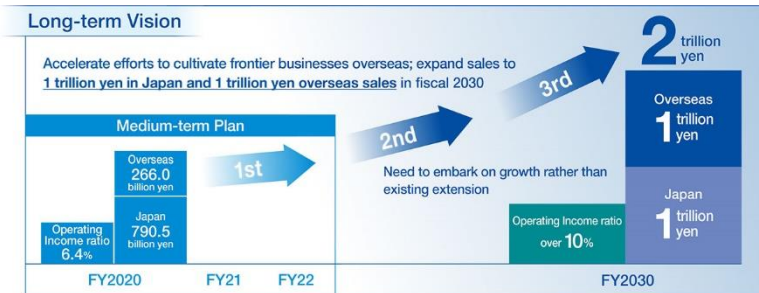 Long-term Vision
Accelerate efforts to cultivate frontier businesses overseas; expand sales to
1 trillion yen in Japan and 1 trillion yen overseas sales in fiscal 2030
Medium-term Plan
Operating
Income ratio
6.4%
Overseas
266.0
billion yen
Japan
790.5
billion yen
1st
2nd
3rd
Need to embark on growth rather than
existing extension
Operating Income ratio
over 10%
2 trillion
yen
Overseas
1 trillion
yen
Japan
1 trillion
yen
FY2020 FY21 FY22 FY2030